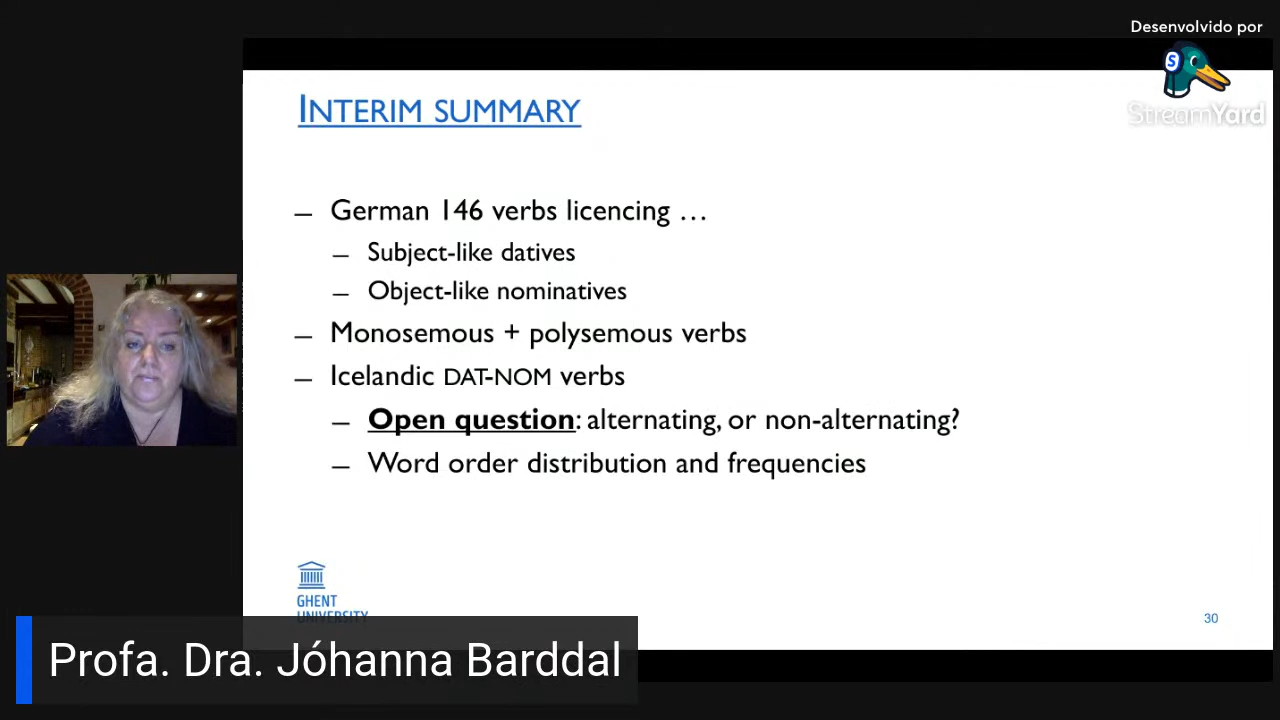 Desenvolvido por
S
StreamYard
INTERIM SUMMARY
– German 146 verbs licencing …
– Subject-like datives
– Object-like nominatives
– Monosemous + polysemous verbs
– Icelandic DAT-NOM verbs
– Open question: alternating, or non-alternating?
– Word order distribution and frequencies
GHENT
UNIVERSITY
30
Profa. Dra. Jóhanna Barddal